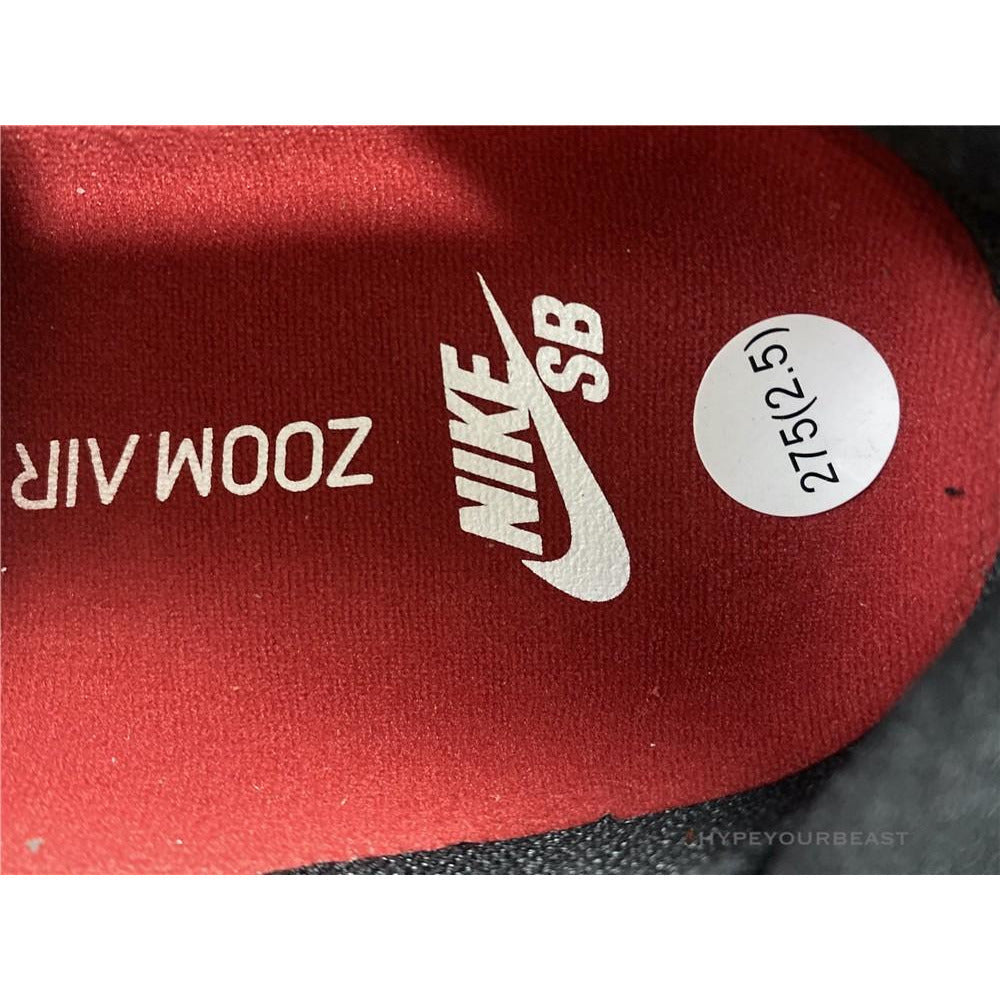 NIKE
SB
ZOOM AIR
275(2.5)
HYPEYOURBEAST